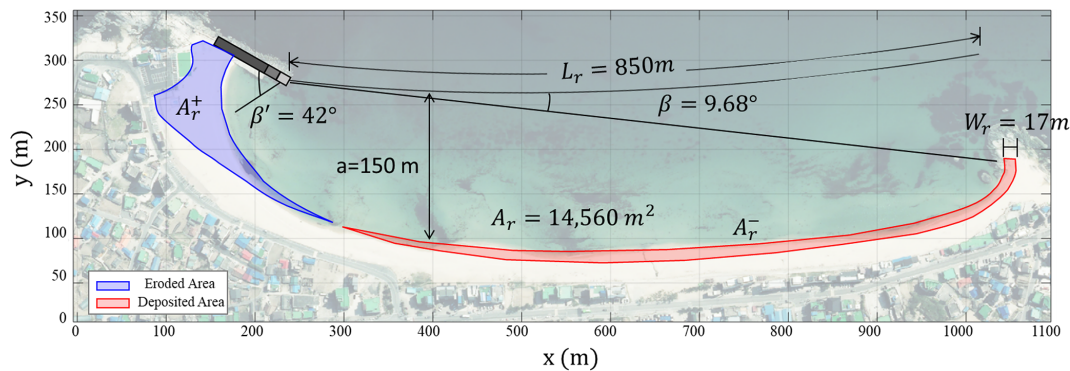 350
300
250
200
150
100
50
0
y (m)
0
100
200
300
400
500
600
700
800
900
1000
1100
x (m)
L_r = 850m
β = 9.68°
W_r = 17m
A_r^+
β′ = 42°
a=150 m
A_r = 14,560 m²
A_r^−
Eroded Area
Deposited Area